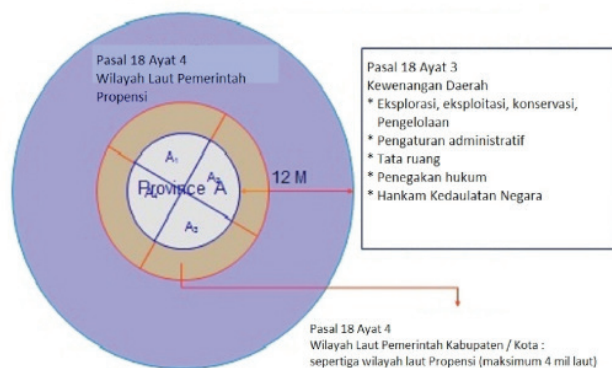 Pasal 18 Ayat 4
Wilayah Laut Pemerintah
Propensi
A₁
A₂
Province A
A₄
A₃
12 M
Pasal 18 Ayat 3
Kewenangan Daerah
* Eksplorasi, eksploitasi, konservasi,
Pengelolaan
* Pengaturan administratif
* Tata ruang
* Penegakan hukum
* Hankam Kedaulatan Negara
Pasal 18 Ayat 4
Wilayah Laut Pemerintah Kabupaten / Kota :
sepertiga wilayah laut Propensi (maksimum 4 mil laut)